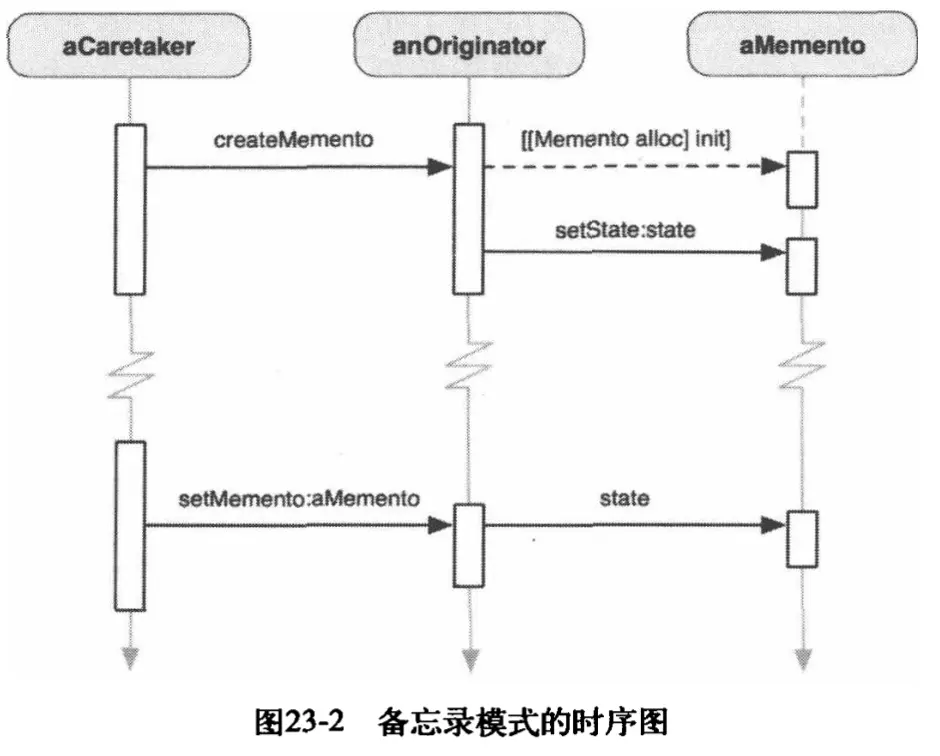 aCaretaker
anOriginator
aMemento
createMemento
[[Memento alloc] init]
setState:state
setMemento:aMemento
state
图23-2 备忘录模式的时序图